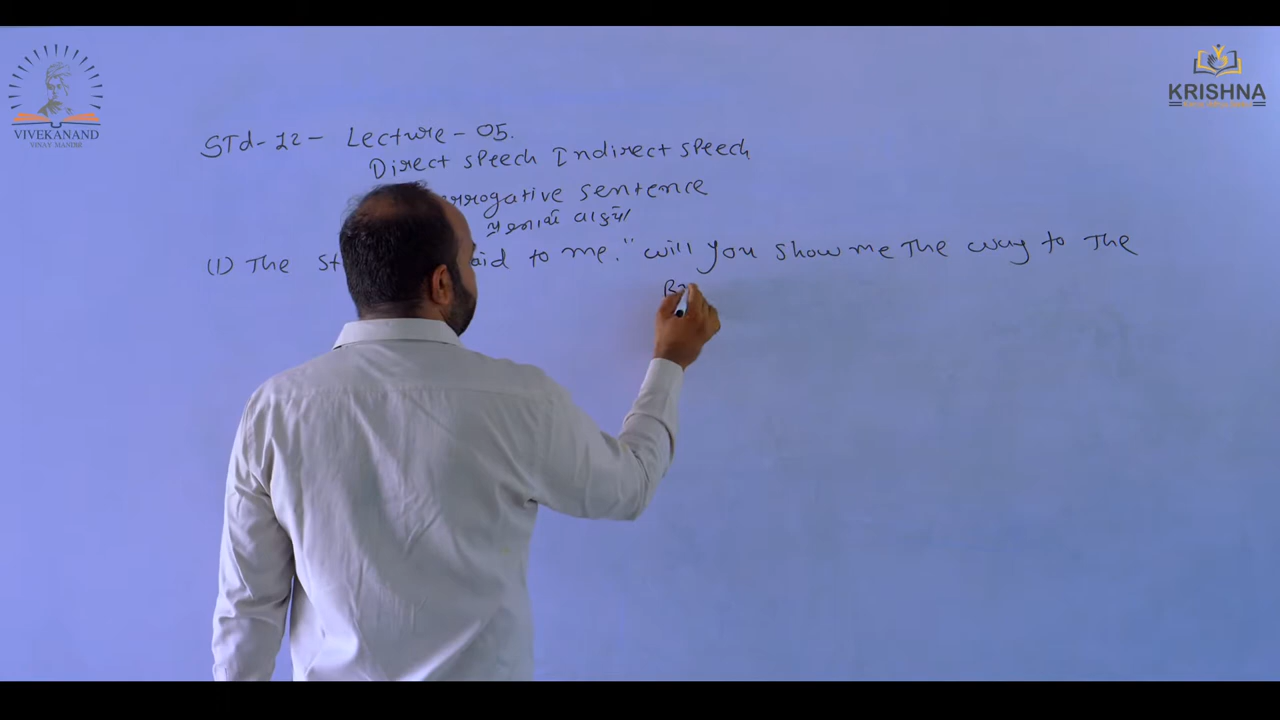 VIVEKANAND
VINAY MANDIR
KRISHNA
STd-12- Lecture-05.
Direct speech Indirect speech
rrogative sentence
વાક્ય
(1) The st aid to me. "will you show me The way to The